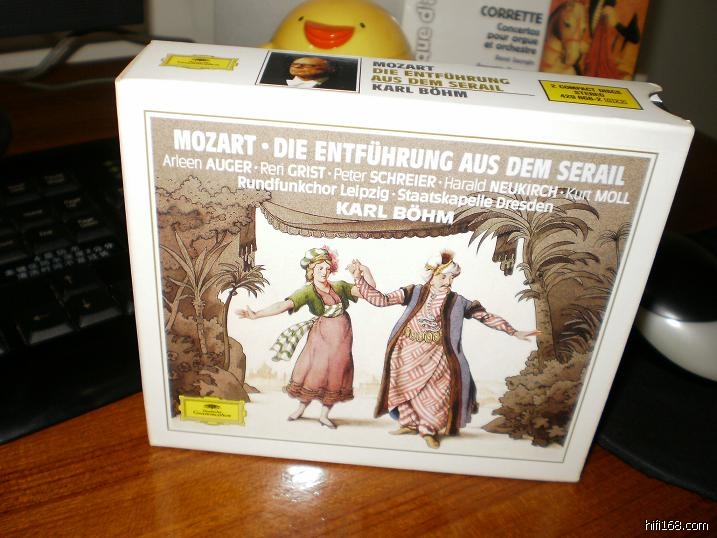 CORRETTE
Concertos
pour orgue
et orchestre
MOZART
DIE ENTFÜHRUNG
AUS DEM SERAIL
KARL BÖHM
2 COMPACT DISCS
STEREO
MOZART · DIE ENTFÜHRUNG AUS DEM SERAIL
Arleen AUGER · Reri GRIST · Peter SCHREIER · Harald NEUKIRCH · Kurt MOLL
Rundfunkchor Leipzig · Staatskapelle Dresden
KARL BÖHM
Deutsche
Grammophon
hifi168.com